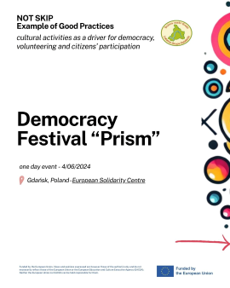 NOT SKIP
Example of Good Practices
cultural activities as a driver for democracy,
volunteering and citizens' participation
Democracy
Festival “Prism”
one day event - 4/06/2024
Gdańsk, Poland - European Solidarity Centre
Funded by
the European Union